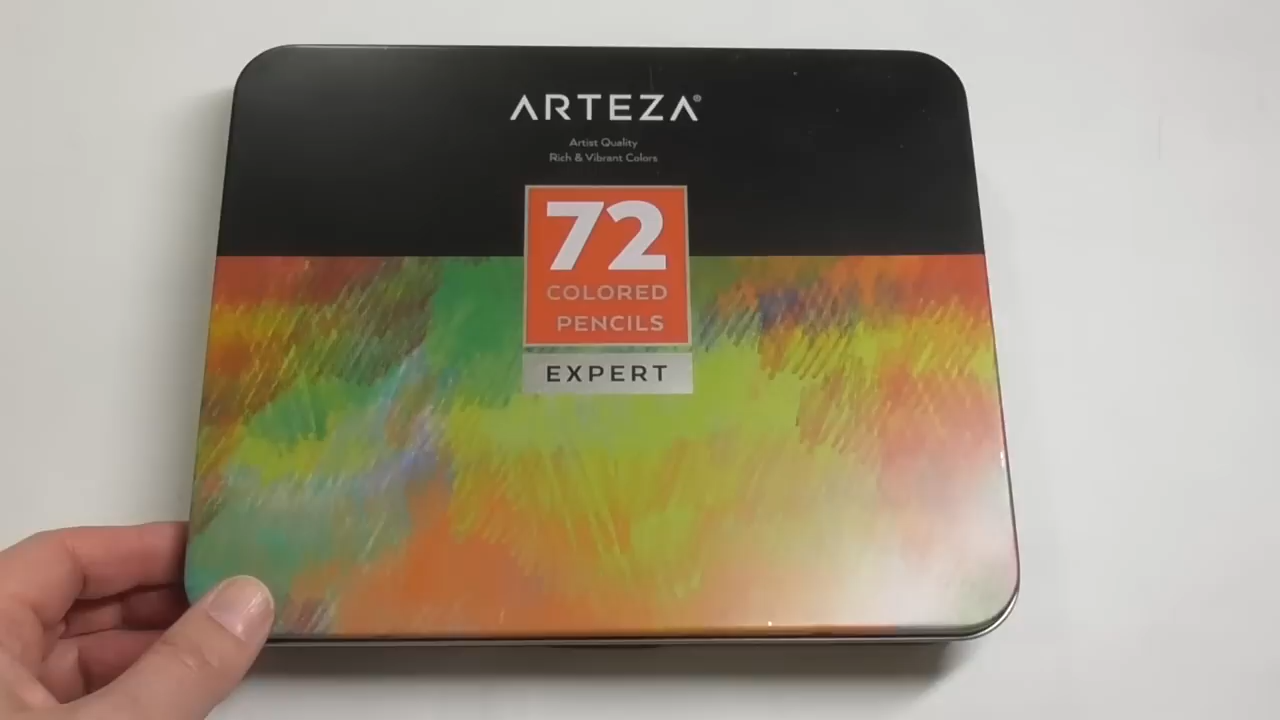 ARTEZA®
Artist Quality
Rich & Vibrant Colors
72
COLORED
PENCILS
EXPERT